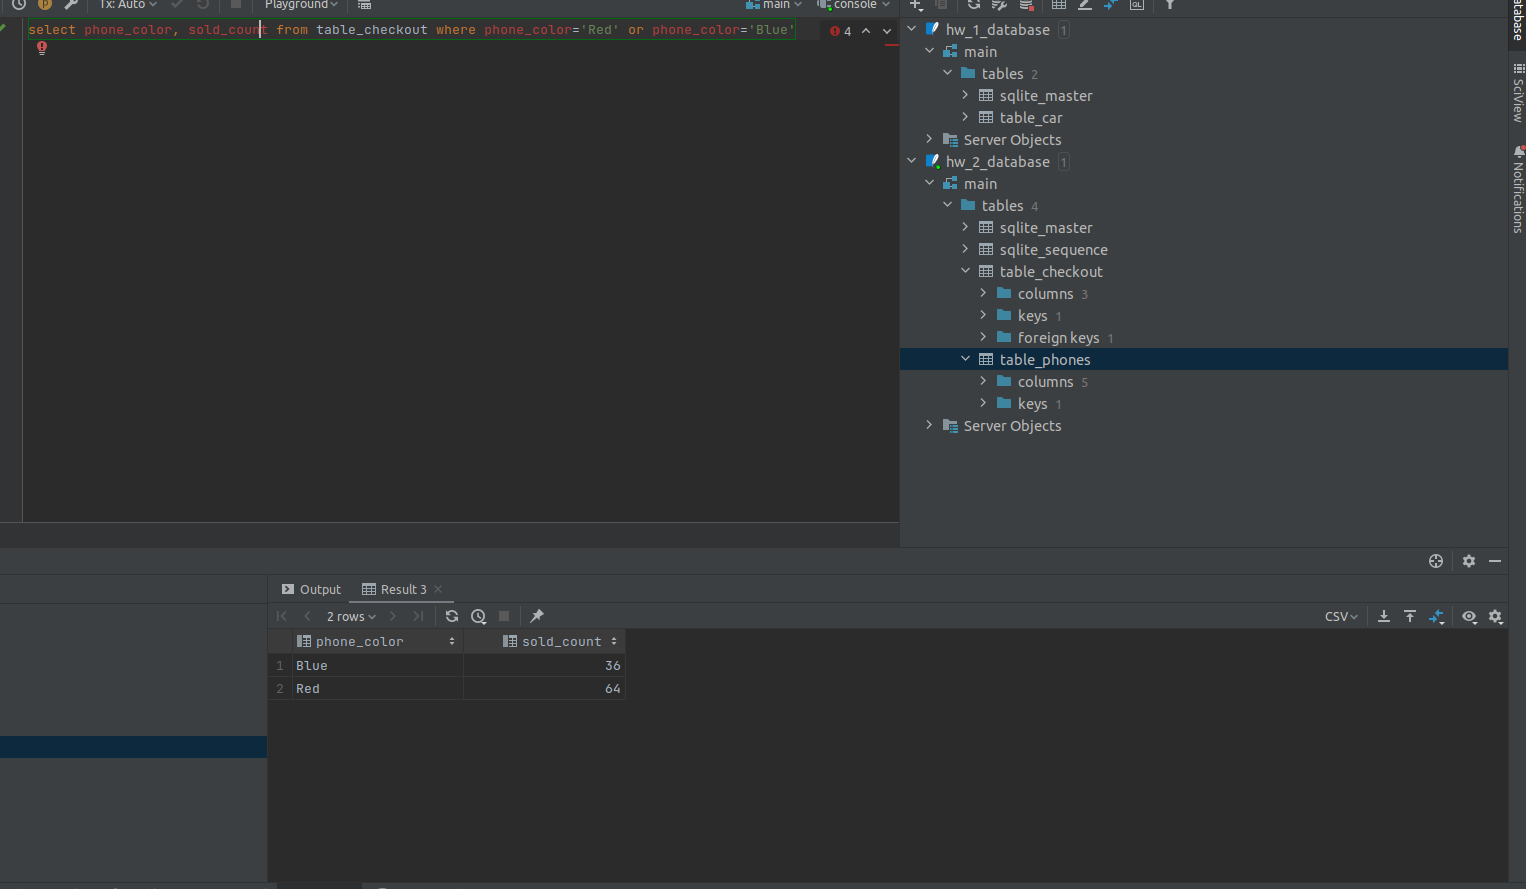 Tx: Auto
Playground
main
console
select phone_color, sold_count from table_checkout where phone_color='Red' or phone_color='Blue'
4
hw_1_database 1
main
tables 2
sqlite_master
table_car
Server Objects
hw_2_database 1
main
tables 4
sqlite_master
sqlite_sequence
table_checkout
columns 3
keys 1
foreign keys 1
table_phones
columns 5
keys 1
Server Objects
SciView
Notifications
Output
Result 3
2 rows
CSV
phone_color sold_count
1 Blue 36
2 Red 64